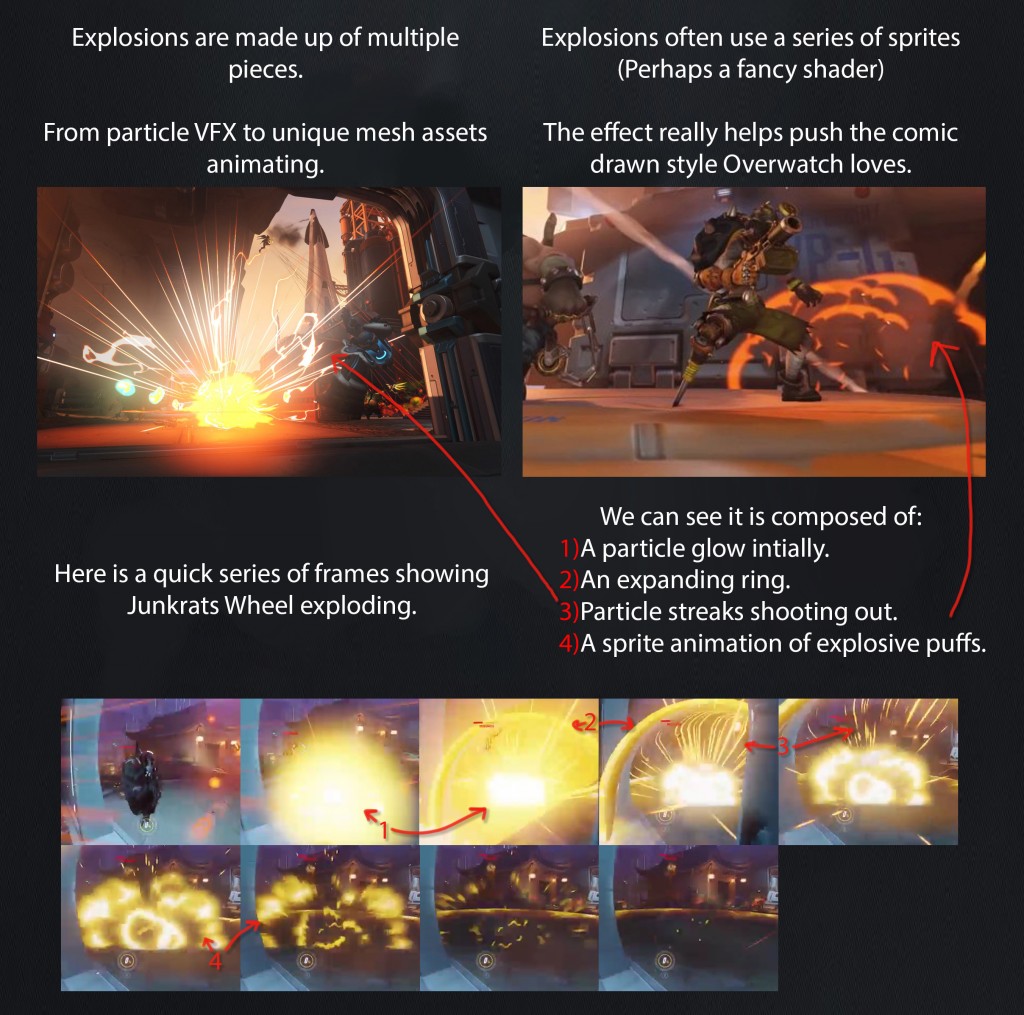 Explosions are made up of multiple
pieces.
From particle VFX to unique mesh assets
animating.
Explosions often use a series of sprites
(Perhaps a fancy shader)
The effect really helps push the comic
drawn style Overwatch loves.
Here is a quick series of frames showing
Junkrats Wheel exploding.
We can see it is composed of:
1)A particle glow intially.
2)An expanding ring.
3)Particle streaks shooting out.
4)A sprite animation of explosive puffs.
1
2
3
4